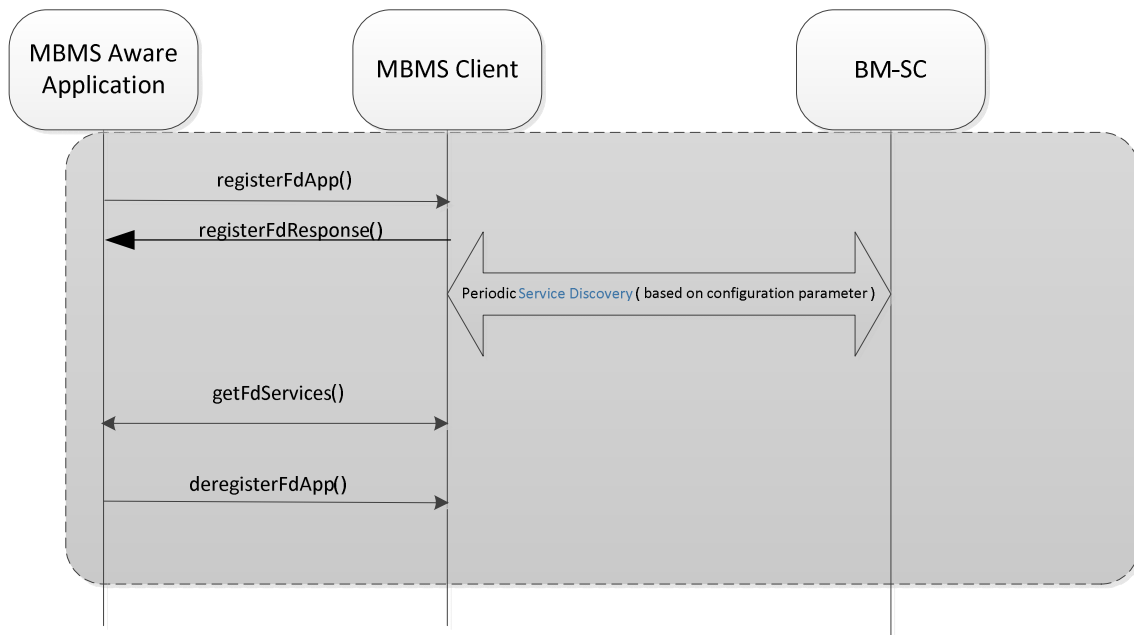 MBMS Aware
Application
MBMS Client
BM-SC
registerFdApp()
registerFdResponse()
Periodic Service Discovery ( based on configuration parameter )
getFdServices()
deregisterFdApp()